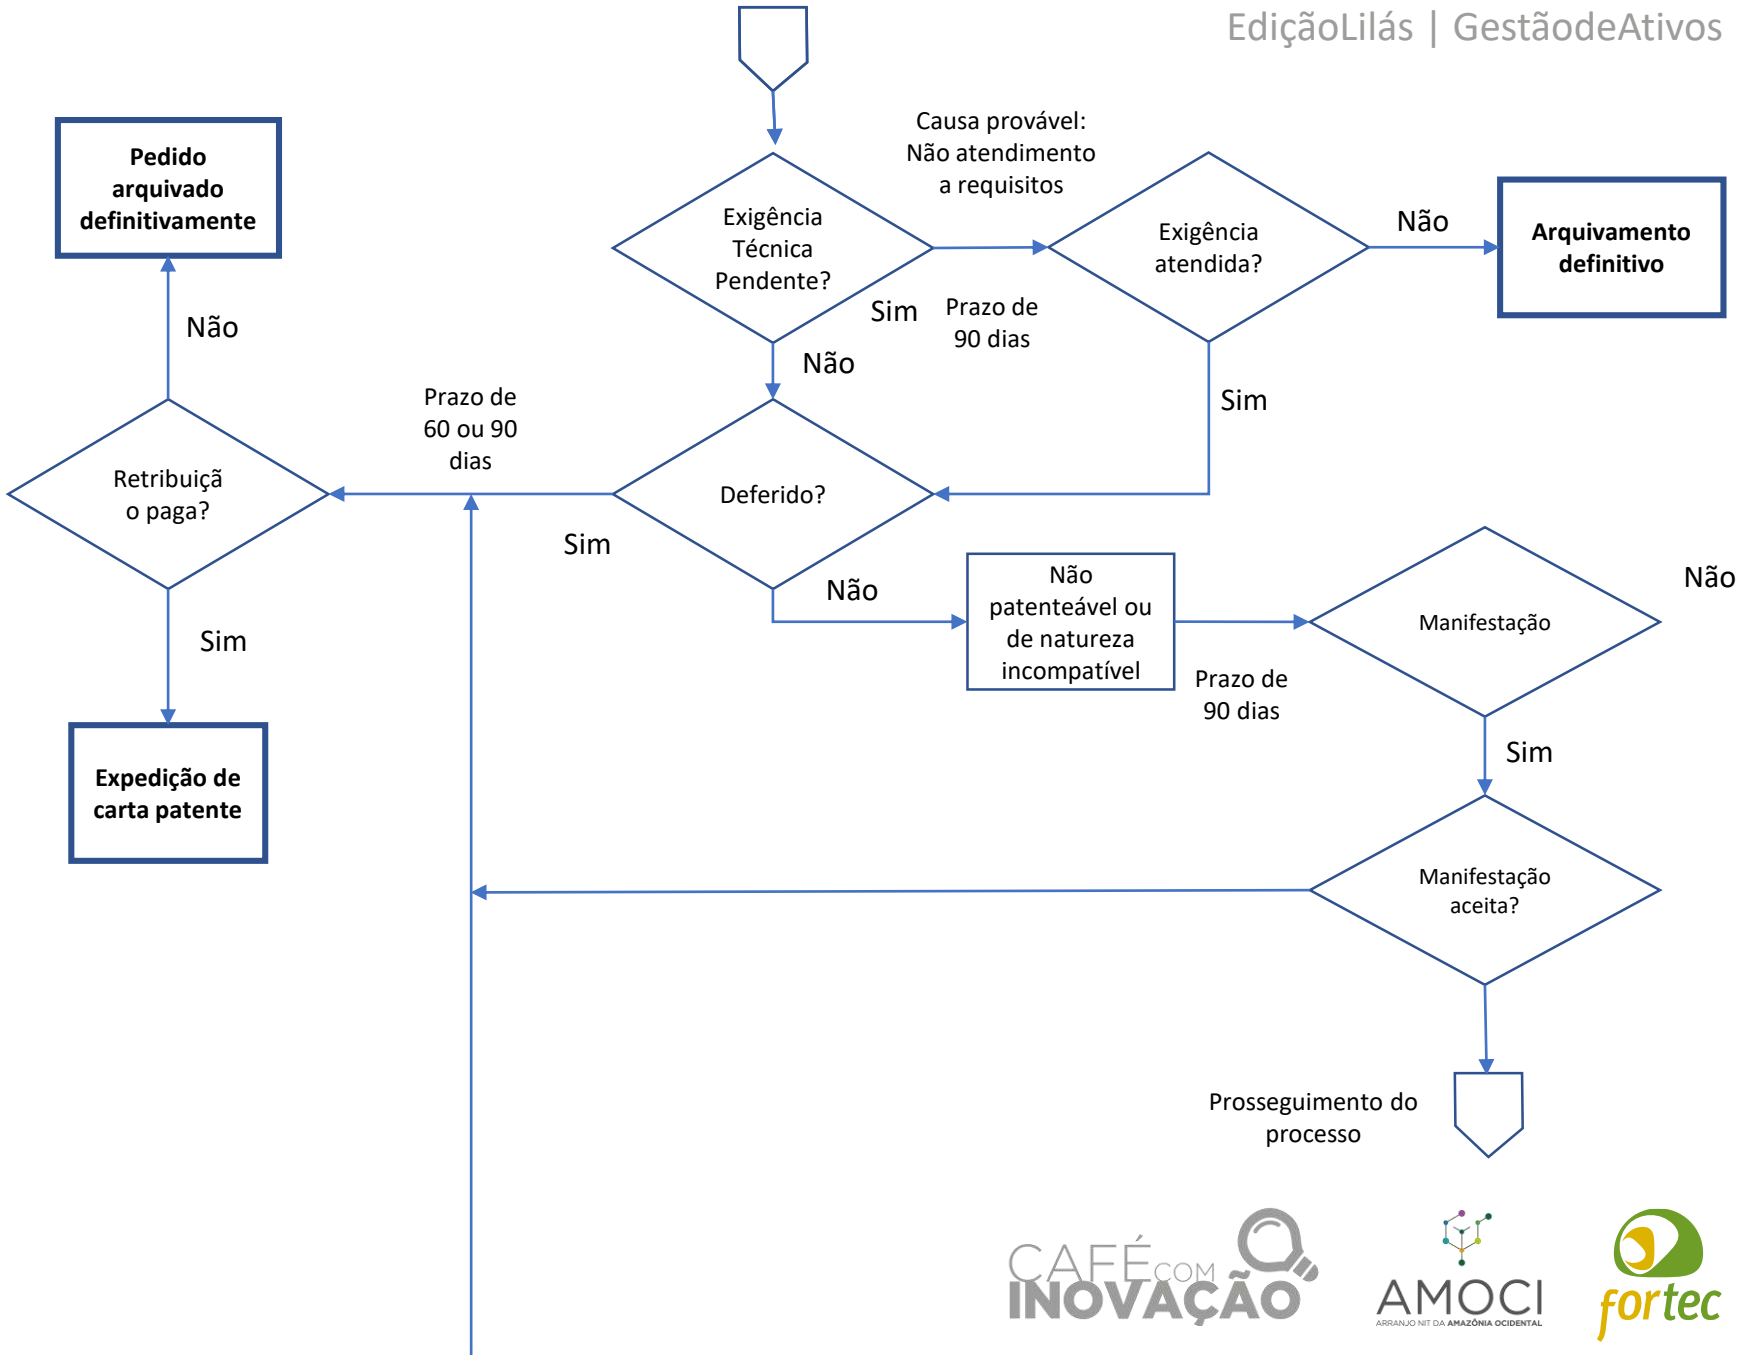 EdiçãoLilás | GestãodeAtivos
Pedido
arquivado
definitivamente
Causa provável:
Não atendimento
a requisitos
Exigência
Técnica
Pendente?
Exigência
atendida?
Não
Arquivamento
definitivo
Sim
Prazo de
90 dias
Não
Não
Sim
Prazo de
60 ou 90
dias
Retribuiçã
o paga?
Deferido?
Sim
Não
Não
patenteável ou
de natureza
incompatível
Prazo de
90 dias
Manifestação
Não
Sim
Sim
Expedição de
carta patente
Manifestação
aceita?
Prosseguimento do
processo
CAFÉ COM
INOVAÇÃO
AMOCI
ARRANJO NIT DA AMAZÔNIA OCIDENTAL
fortec